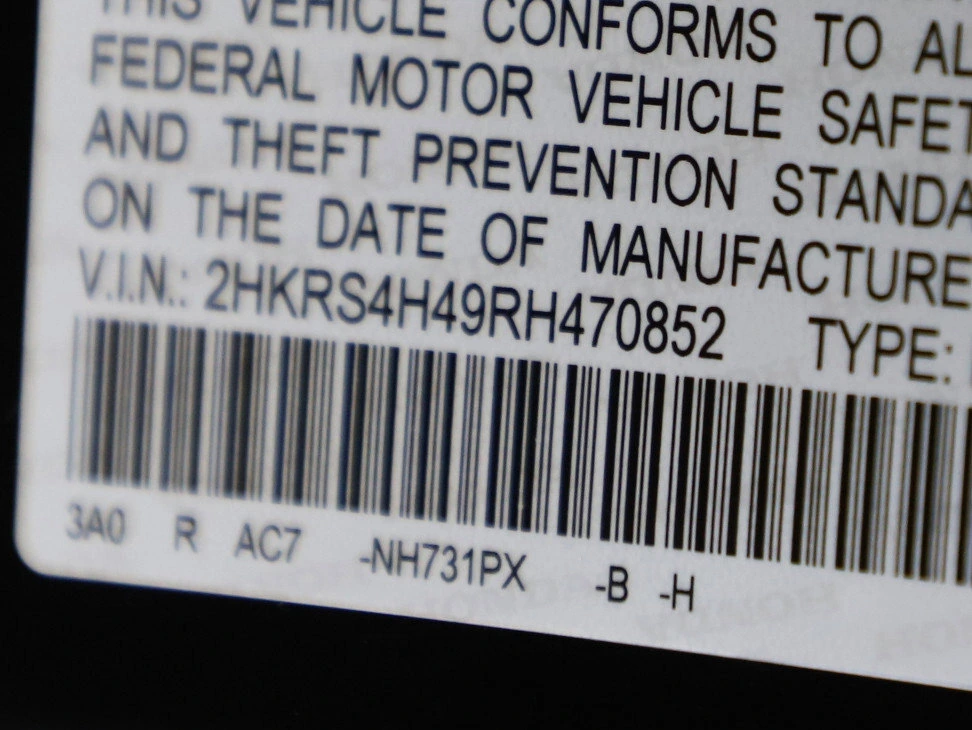 THIS VEHICLE CONFORMS TO AL
FEDERAL MOTOR VEHICLE SAFET
AND THEFT PREVENTION STANDA
ON THE DATE OF MANUFACTURE
V.I.N.: 2HKRS4H49RH470852 TYPE:
3A0 R AC7 -NH731PX -B -H